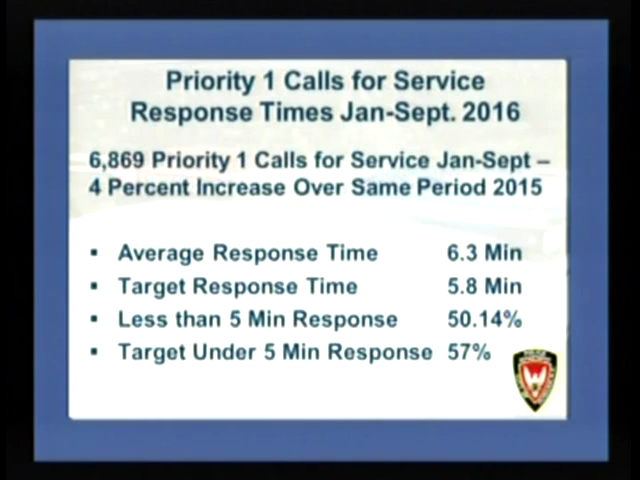 Priority 1 Calls for Service
Response Times Jan-Sept. 2016
6,869 Priority 1 Calls for Service Jan-Sept –
4 Percent Increase Over Same Period 2015
▪ Average Response Time 6.3 Min
▪ Target Response Time 5.8 Min
▪ Less than 5 Min Response 50.14%
▪ Target Under 5 Min Response 57%